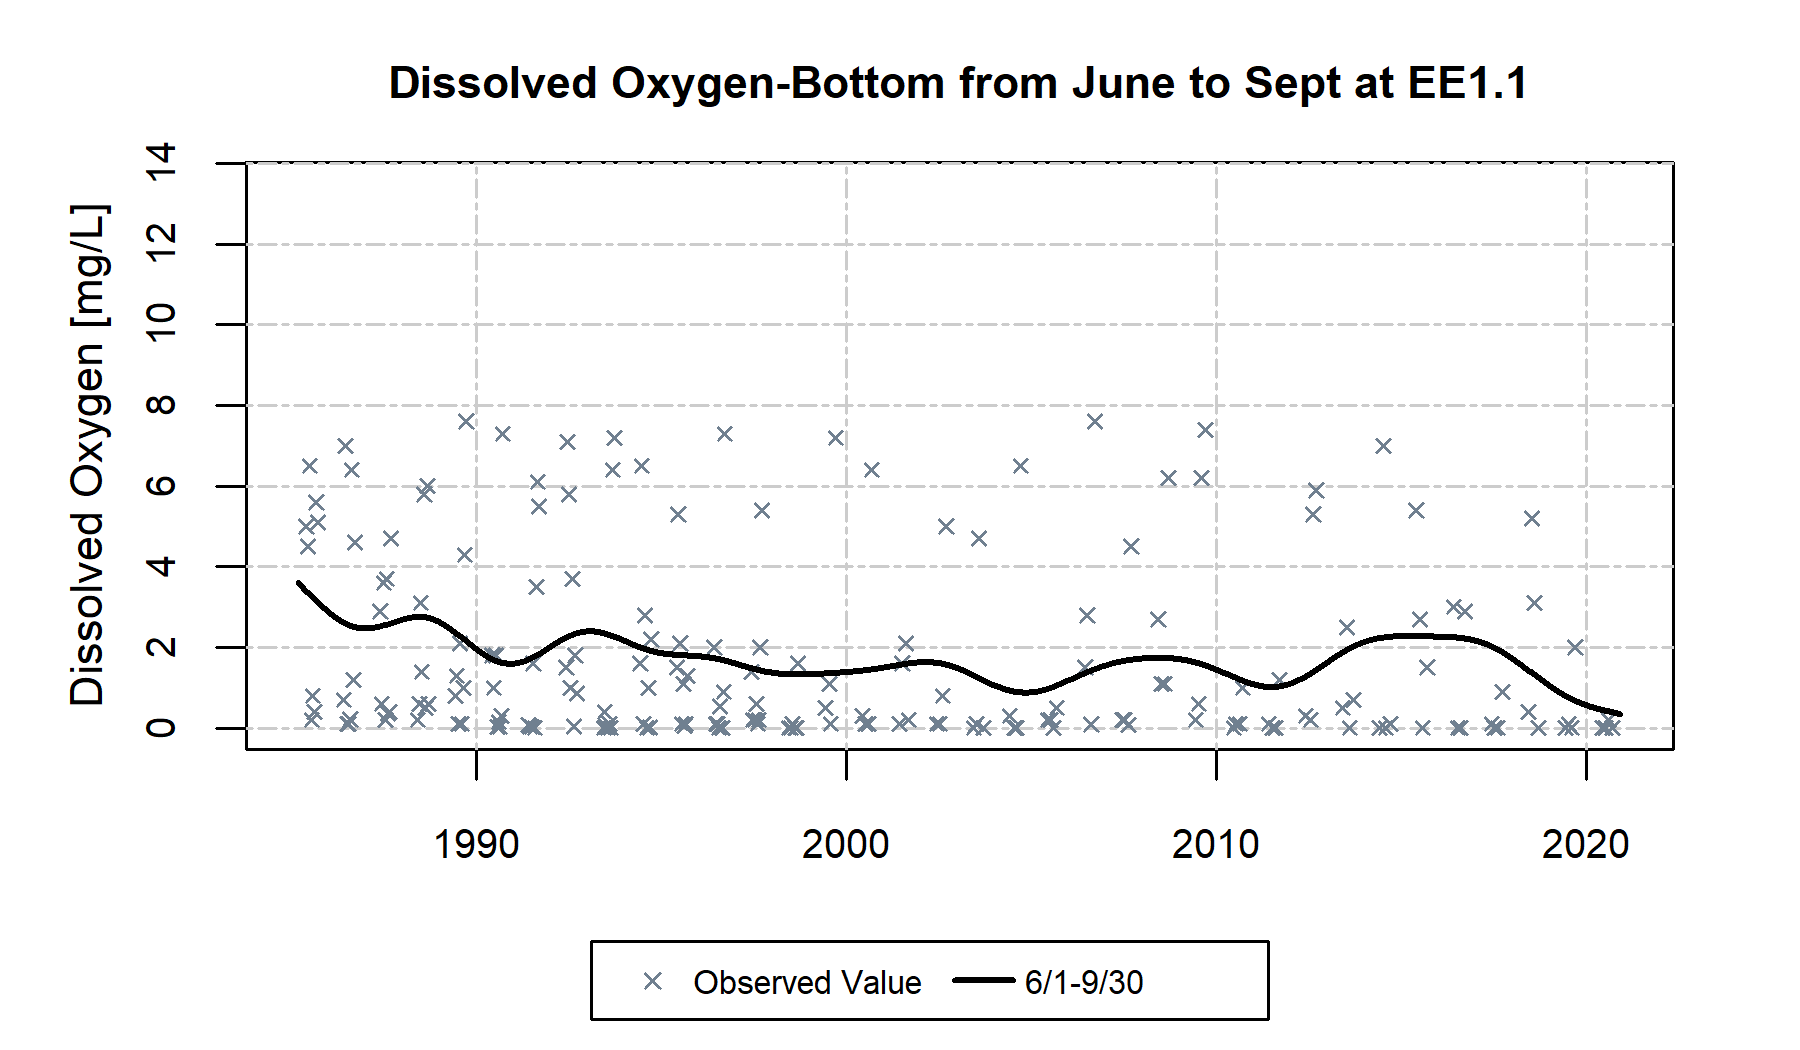 Dissolved Oxygen-Bottom from June to Sept at EE1.1
Dissolved Oxygen [mg/L]
14
12
10
8
6
4
2
0
1990 2000 2010 2020
Observed Value 6/1-9/30